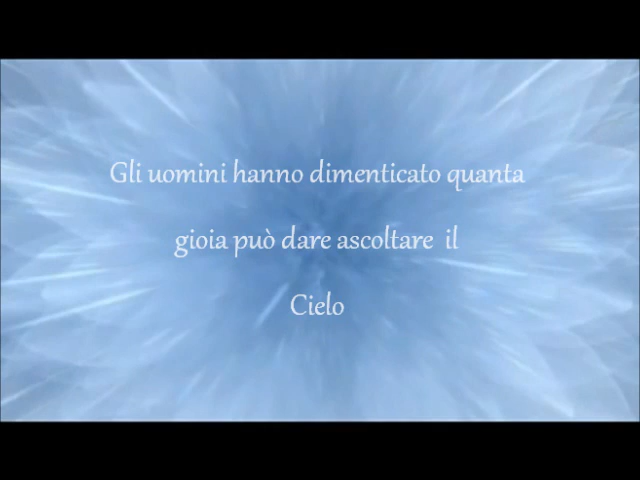 Gli uomini hanno dimenticato quanta
gioia può dare ascoltare il
Cielo